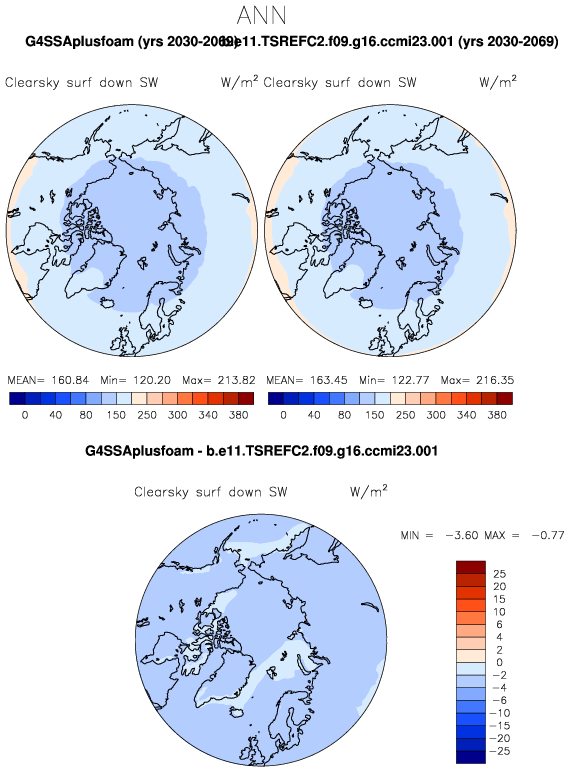 ANN
G4SSAplusfoam (yrs 2030-2069) b.e11.TSREFC2.f09.g16.ccmi23.001 (yrs 2030-2069)
Clearsky surf down SW W/m² Clearsky surf down SW W/m²
MEAN= 160.84 Min= 120.20 Max= 213.82 MEAN= 163.45 Min= 122.77 Max= 216.35
0 40 80 150 250 300 340 380 0 40 80 150 250 300 340 380
G4SSAplusfoam - b.e11.TSREFC2.f09.g16.ccmi23.001
Clearsky surf down SW W/m²
MIN = -3.60 MAX = -0.77
25
20
15
10
6
4
2
0
-2
-4
-6
-10
-15
-20
-25